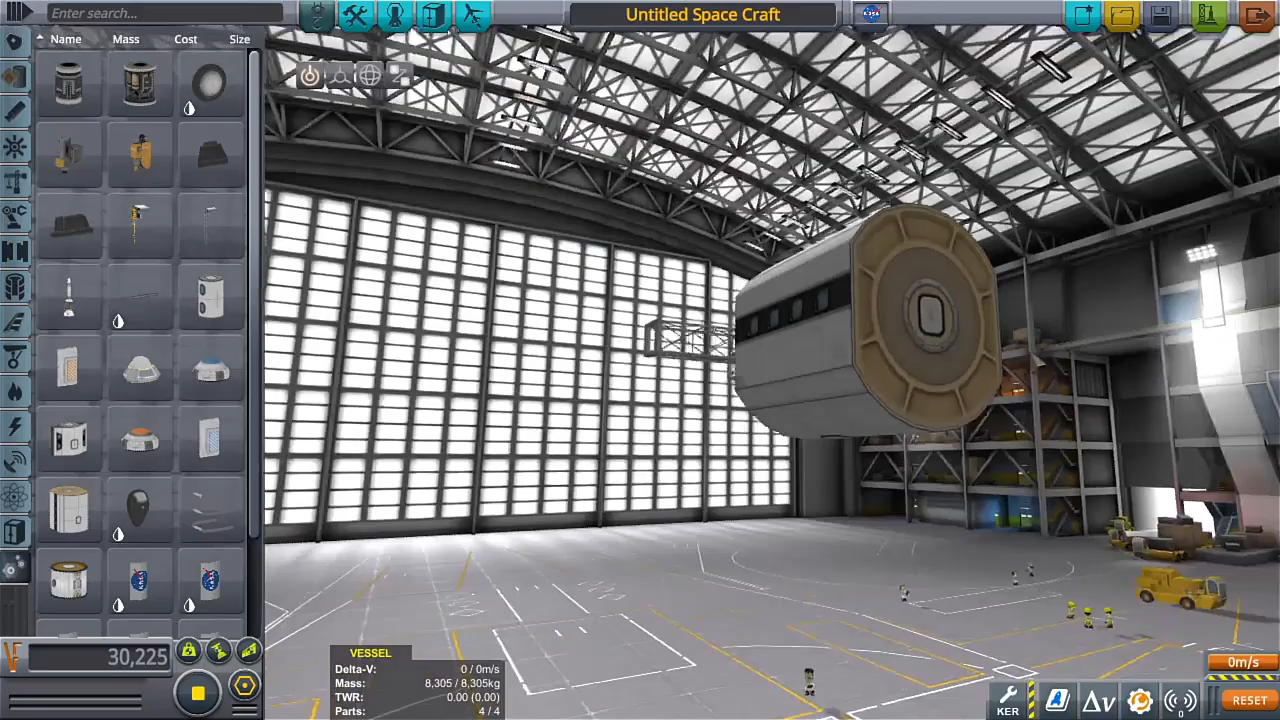 Enter search...
Untitled Space Craft
Name Mass Cost Size
30,225
VESSEL
Delta-V: 0 / 0m/s
Mass: 8,305 / 8,305kg
TWR: 0.00 (0.00)
Parts: 4 / 4
0m/s
KER
Δv
RESET